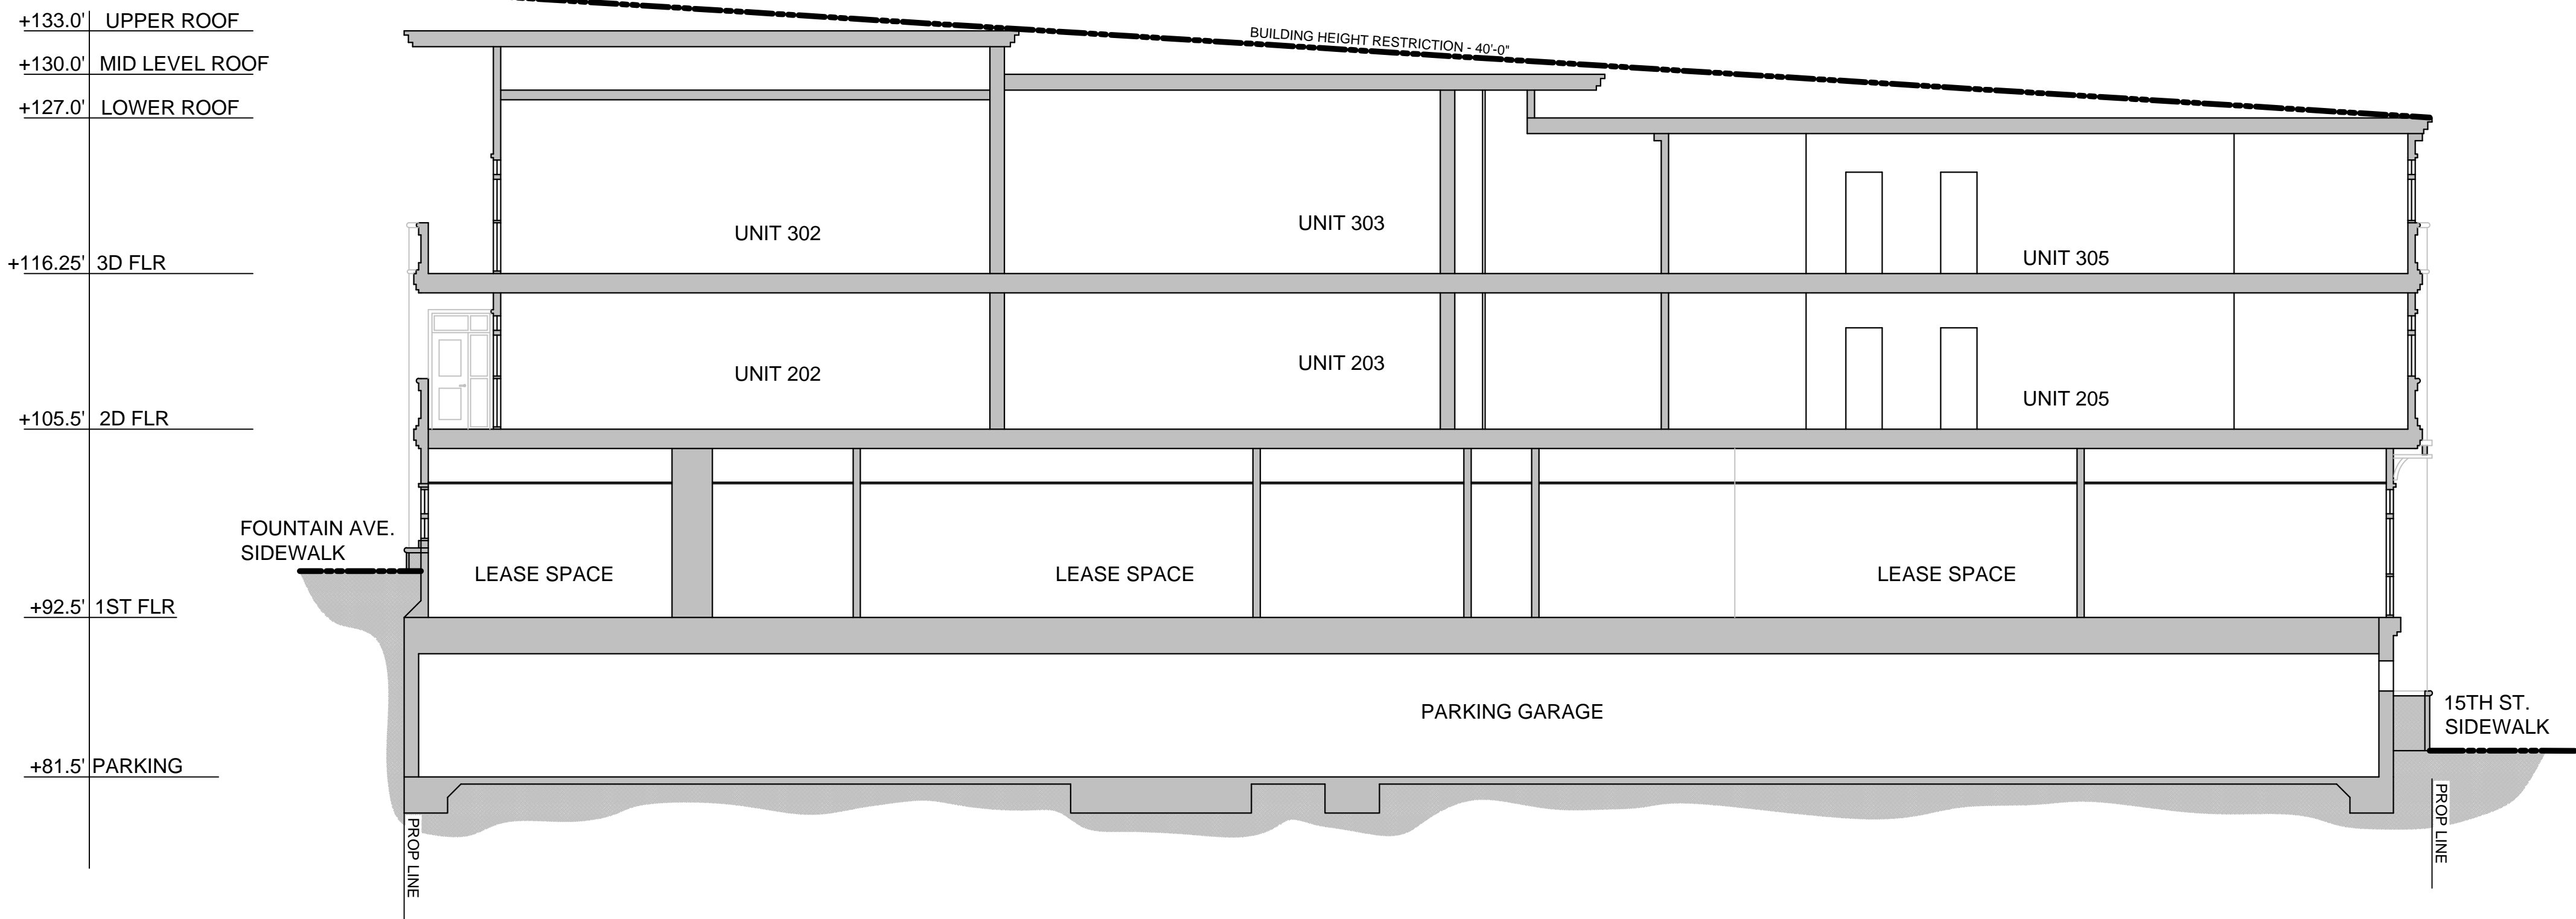 +133.0' UPPER ROOF
BUILDING HEIGHT RESTRICTION - 40'-0"
+130.0' MID LEVEL ROOF
+127.0' LOWER ROOF
UNIT 302
UNIT 303
UNIT 305
+116.25' 3D FLR
UNIT 202
UNIT 203
UNIT 205
+105.5' 2D FLR
FOUNTAIN AVE.
SIDEWALK
LEASE SPACE
LEASE SPACE
LEASE SPACE
+92.5' 1ST FLR
PARKING GARAGE
15TH ST.
SIDEWALK
+81.5' PARKING
PROP LINE
PROP LINE